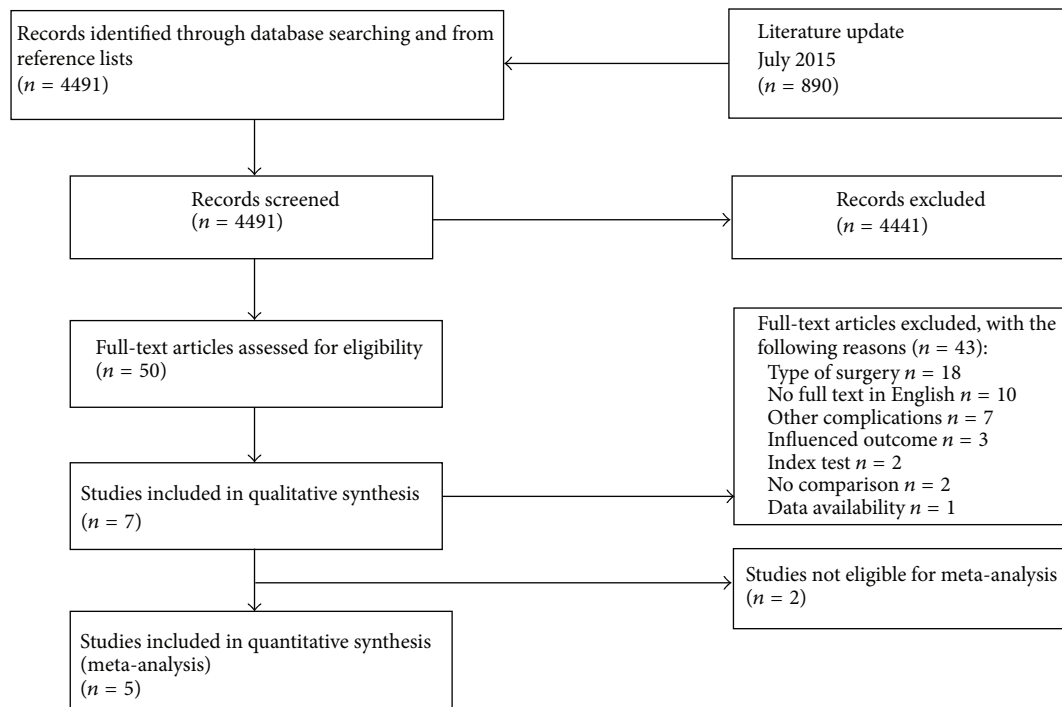 Records identified through database searching and from
reference lists
(n = 4491)
Literature update
July 2015
(n = 890)
Records screened
(n = 4491)
Records excluded
(n = 4441)
Full-text articles assessed for eligibility
(n = 50)
Full-text articles excluded, with the
following reasons (n = 43):
Type of surgery n = 18
No full text in English n = 10
Other complications n = 7
Influenced outcome n = 3
Index test n = 2
No comparison n = 2
Data availability n = 1
Studies included in qualitative synthesis
(n = 7)
Studies not eligible for meta-analysis
(n = 2)
Studies included in quantitative synthesis
(meta-analysis)
(n = 5)